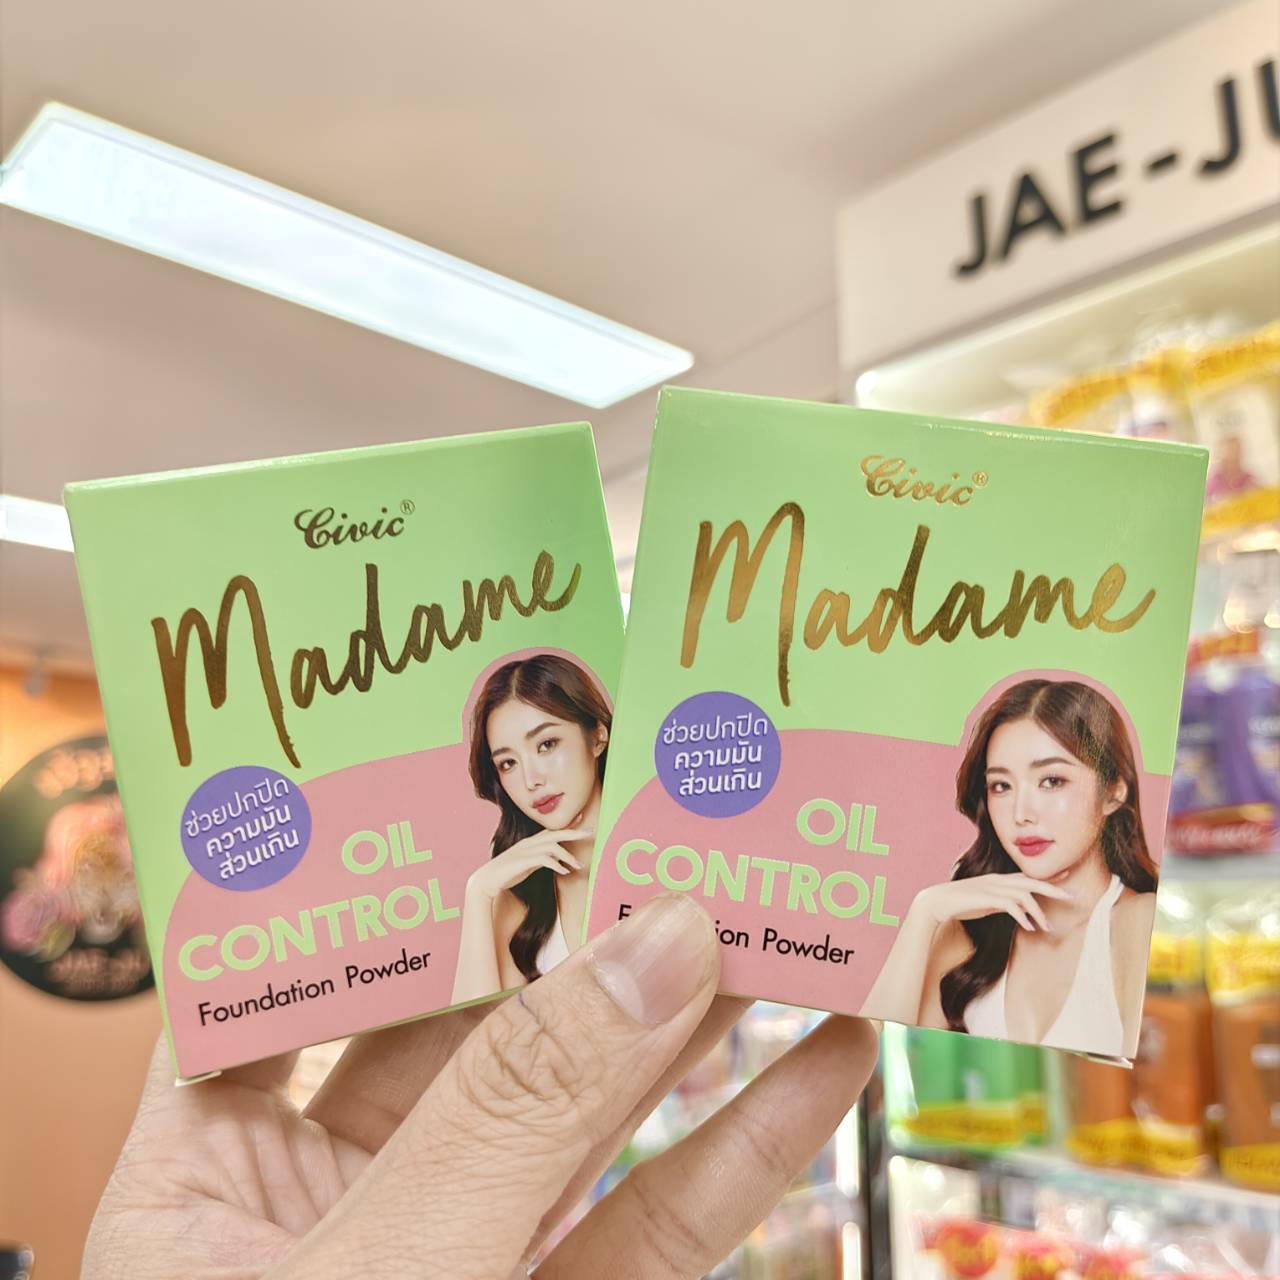 JAE-JU
Civic®
Madame
ช่วยปกปิด
ความมัน
ส่วนเกิน
OIL
CONTROL
Foundation Powder
Civic®
Madame
ช่วยปกปิด
ความมัน
ส่วนเกิน
OIL
CONTROL
Powder